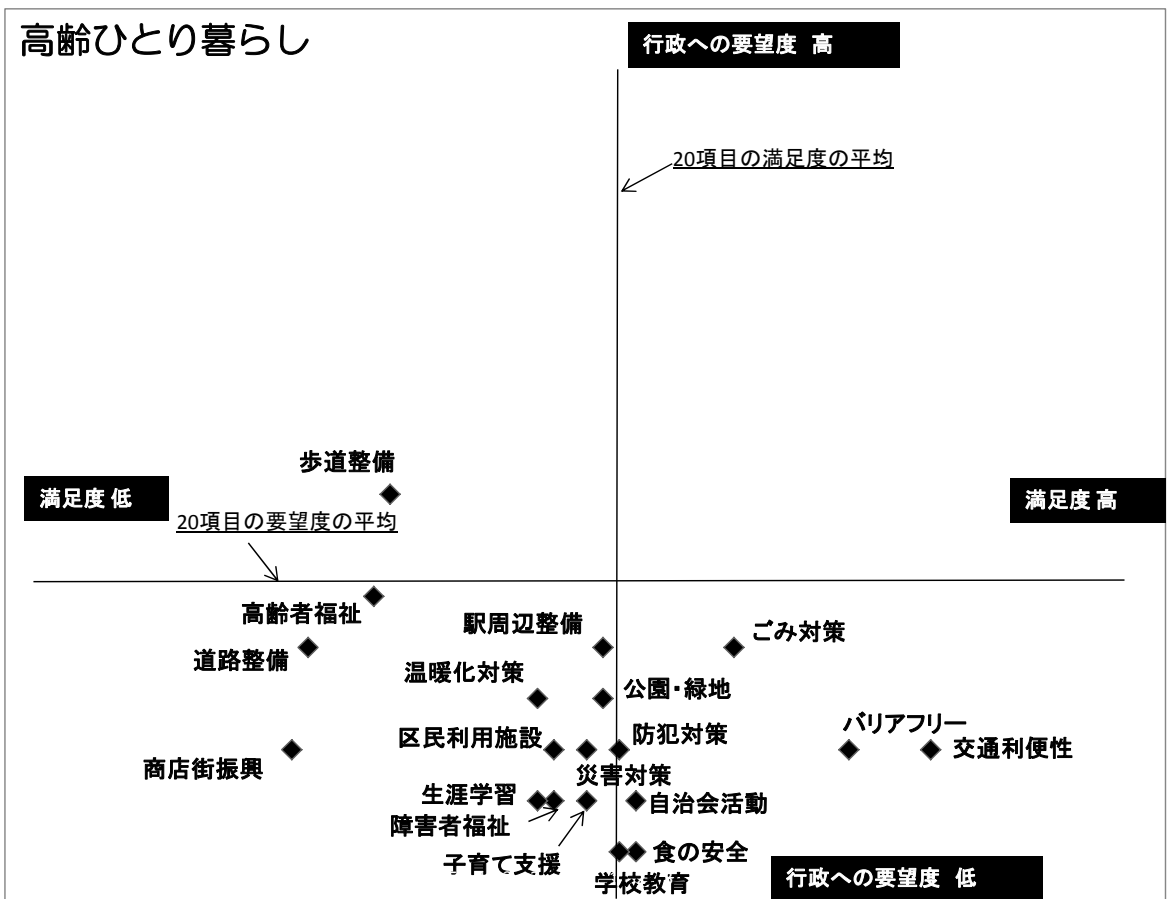 高齢ひとり暮らし
行政への要望度 高
20項目の満足度の平均
歩道整備
満足度 低
満足度 高
20項目の要望度の平均
高齢者福祉
駅周辺整備
ごみ対策
道路整備
温暖化対策
公園・緑地
バリアフリー
区民利用施設
防犯対策
交通利便性
商店街振興
災害対策
生涯学習
自治会活動
障害者福祉
子育て支援
食の安全
学校教育
行政への要望度 低